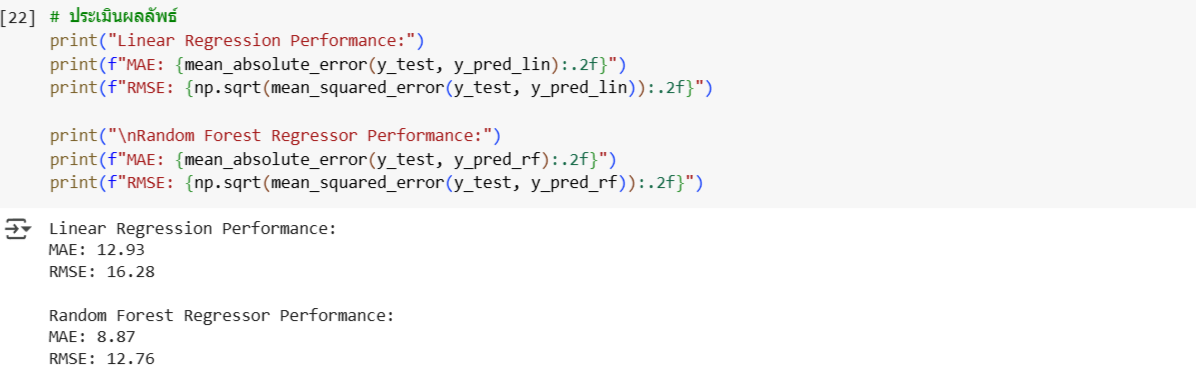 [22] # ประเมินผลลัพธ์
print("Linear Regression Performance:")
print(f"MAE: {mean_absolute_error(y_test, y_pred_lin):.2f}")
print(f"RMSE: {np.sqrt(mean_squared_error(y_test, y_pred_lin)):.2f}")
print("\nRandom Forest Regressor Performance:")
print(f"MAE: {mean_absolute_error(y_test, y_pred_rf):.2f}")
print(f"RMSE: {np.sqrt(mean_squared_error(y_test, y_pred_rf)):.2f}")
Linear Regression Performance:
MAE: 12.93
RMSE: 16.28
Random Forest Regressor Performance:
MAE: 8.87
RMSE: 12.76